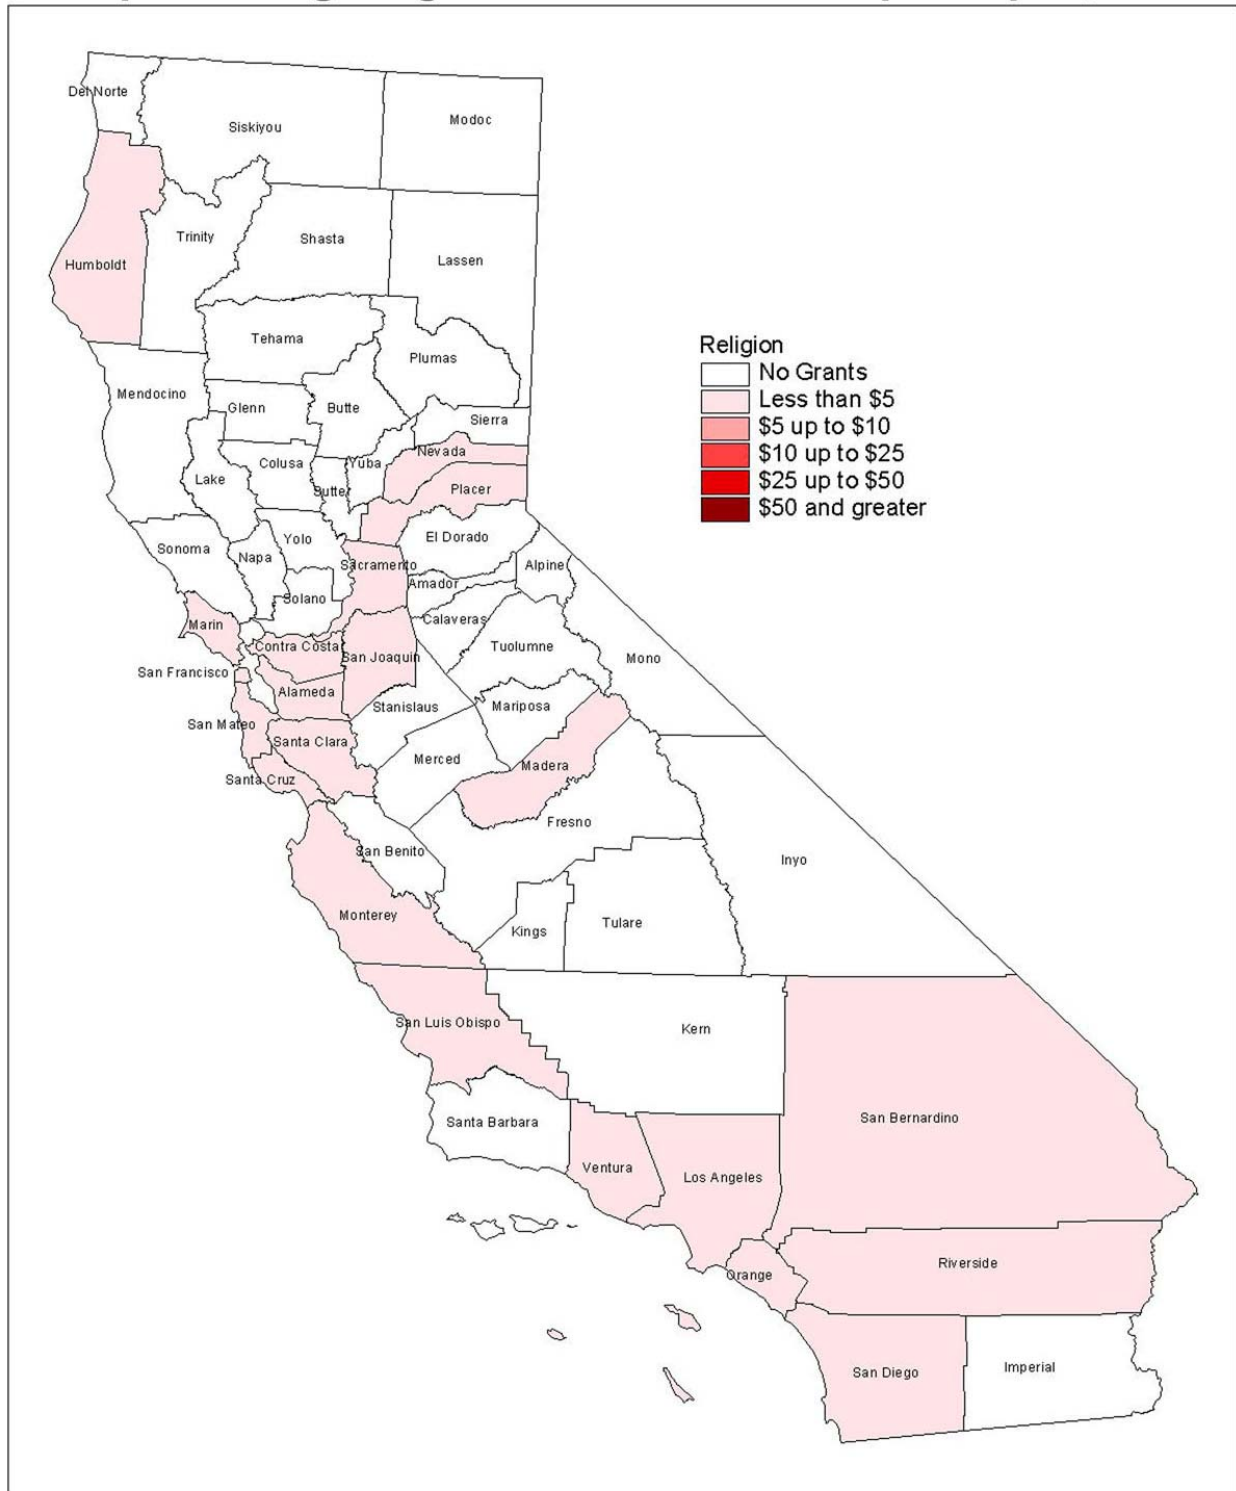 Del Norte
Siskiyou
Modoc
Humboldt
Trinity
Shasta
Lassen
Tehama
Plumas
Religion
No Grants
Less than $5
$5 up to $10
$10 up to $25
$25 up to $50
$50 and greater
Mendocino
Glenn
Butte
Sierra
Nevada
Colusa
Yuba
Lake
Sutter
Placer
Sonoma
Napa
Yolo
El Dorado
Sacramento
Alpine
Amador
Solano
Marin
Calaveras
Contra Costa
San Joaquin
Tuolumne
Mono
San Francisco
Alameda
Stanislaus
Mariposa
San Mateo
Santa Clara
Merced
Madera
Santa Cruz
Fresno
San Benito
Inyo
Monterey
Kings
Tulare
San Luis Obispo
Kern
Santa Barbara
San Bernardino
Ventura
Los Angeles
Orange
Riverside
San Diego
Imperial